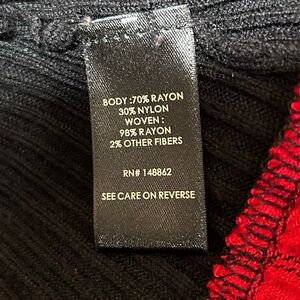 BODY :70% RAYON
30% NYLON
WOVEN :
98% RAYON
2% OTHER FIBERS
RN# 148862
SEE CARE ON REVERSE